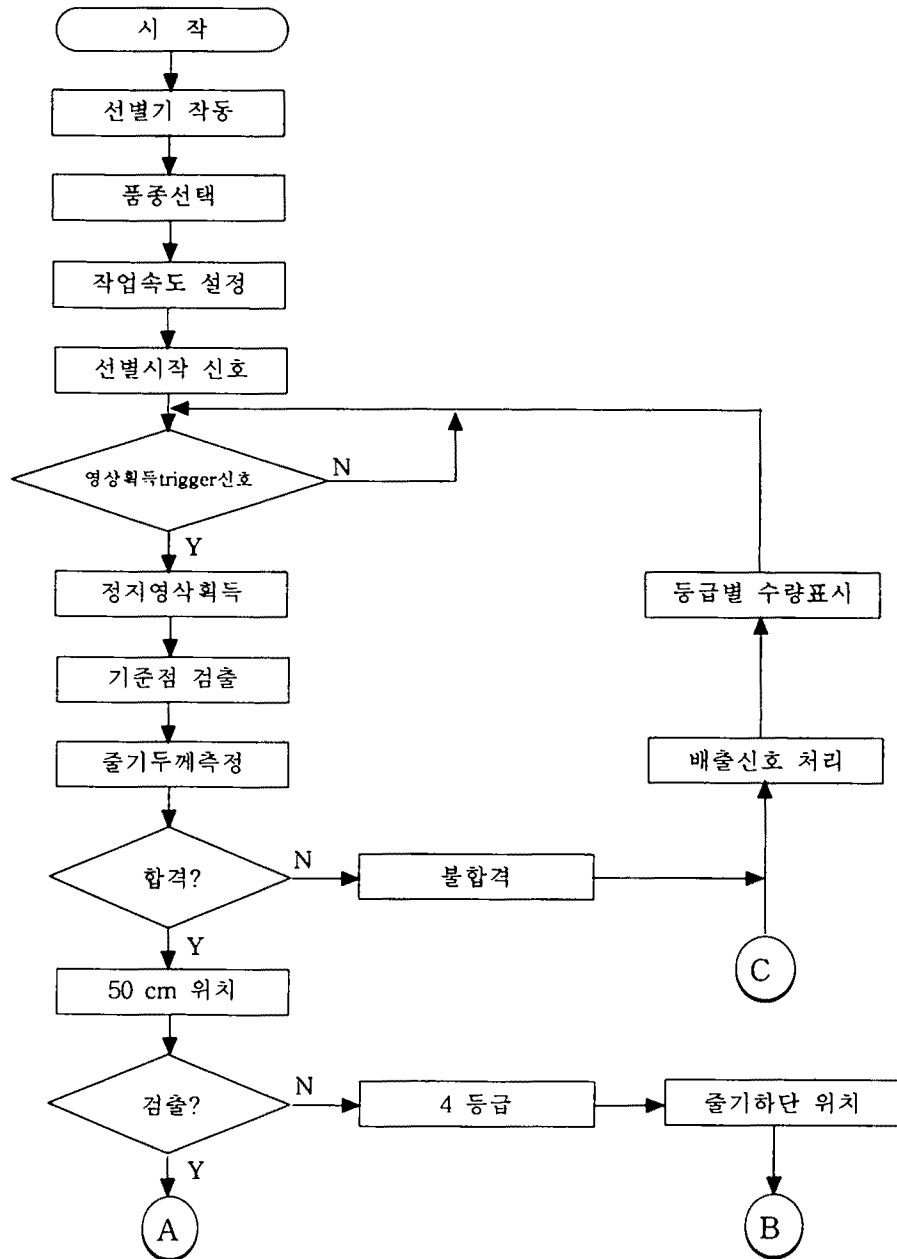 시 작
선별기 작동
품종선택
작업속도 설정
선별시작 신호
영상획득trigger신호
N
Y
정지영삭획득
등급별 수량표시
기준점 검출
줄기두께측정
배출신호 처리
합격?
N
불합격
Y
C
50 cm 위치
검출?
N
4 등급
줄기하단 위치
Y
A
B